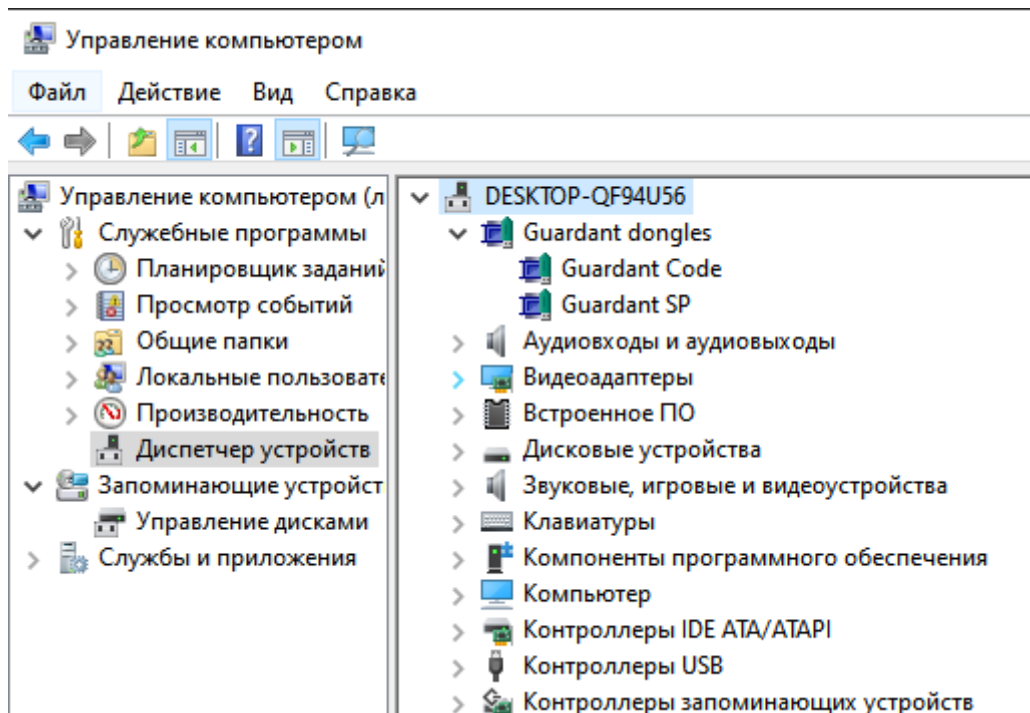 Управление компьютером
Файл Действие Вид Справка
Управление компьютером (л
Служебные программы
Планировщик заданий
Просмотр событий
Общие папки
Локальные пользовате
Производительность
Диспетчер устройств
Запоминающие устройст
Управление дисками
Службы и приложения
DESKTOP-QF94U56
Guardant dongles
Guardant Code
Guardant SP
Аудиовходы и аудиовыходы
Видеоадаптеры
Встроенное ПО
Дисковые устройства
Звуковые, игровые и видеоустройства
Клавиатуры
Компоненты программного обеспечения
Компьютер
Контроллеры IDE ATA/ATAPI
Контроллеры USB
Контроллеры запоминающих устройств